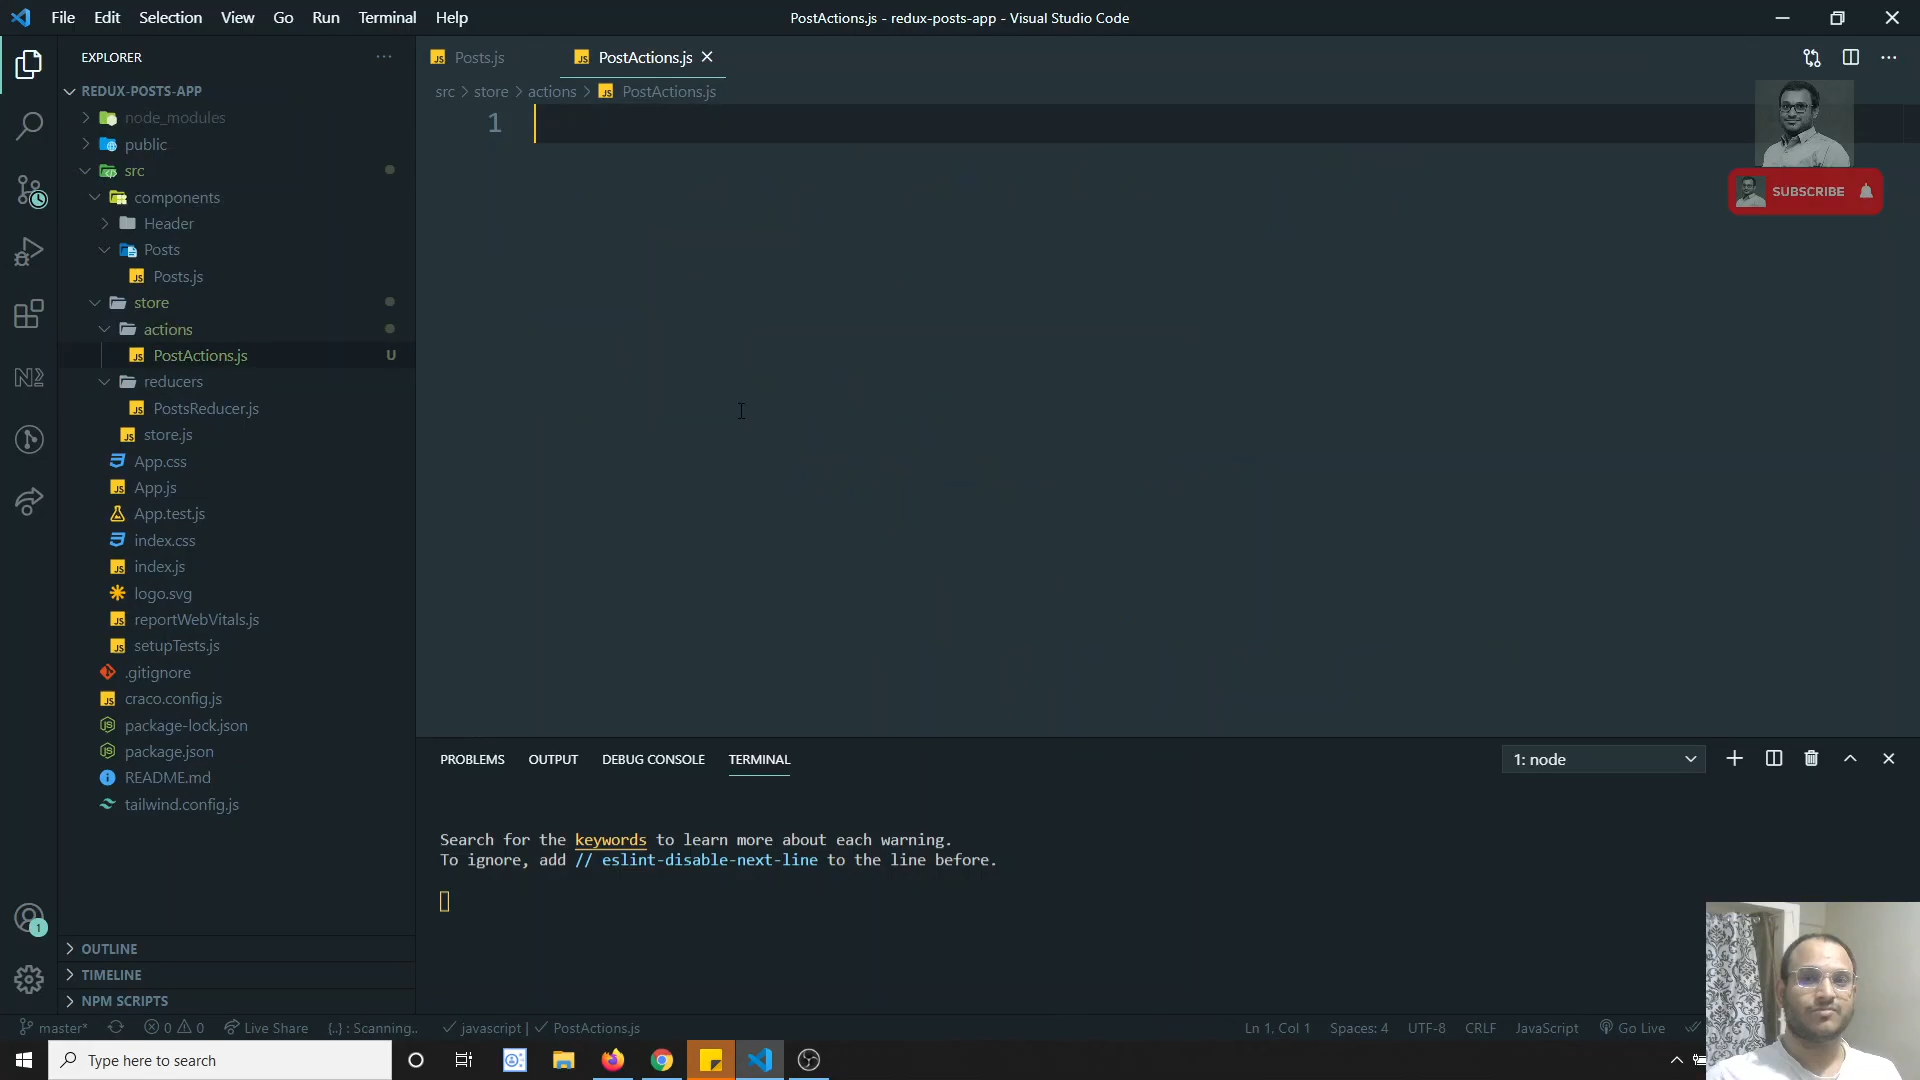 File Edit Selection View Go Run Terminal Help
PostActions.js - redux-posts-app - Visual Studio Code
EXPLORER
REDUX-POSTS-APP
node_modules
public
src
components
Header
Posts
Posts.js
store
actions
PostActions.js U
reducers
PostsReducer.js
store.js
App.css
App.js
App.test.js
index.css
index.js
logo.svg
reportWebVitals.js
setupTests.js
.gitignore
craco.config.js
package-lock.json
package.json
README.md
tailwind.config.js
OUTLINE
TIMELINE
NPM SCRIPTS
Posts.js PostActions.js
src > store > actions > PostActions.js
1
SUBSCRIBE
PROBLEMS OUTPUT DEBUG CONSOLE TERMINAL
1: node
Search for the keywords to learn more about each warning.
To ignore, add // eslint-disable-next-line to the line before.
1
master* 0 0 Live Share {..} : Scanning.. javascript | PostActions.js
Ln 1, Col 1 Spaces: 4 UTF-8 CRLF JavaScript Go Live
Type here to search